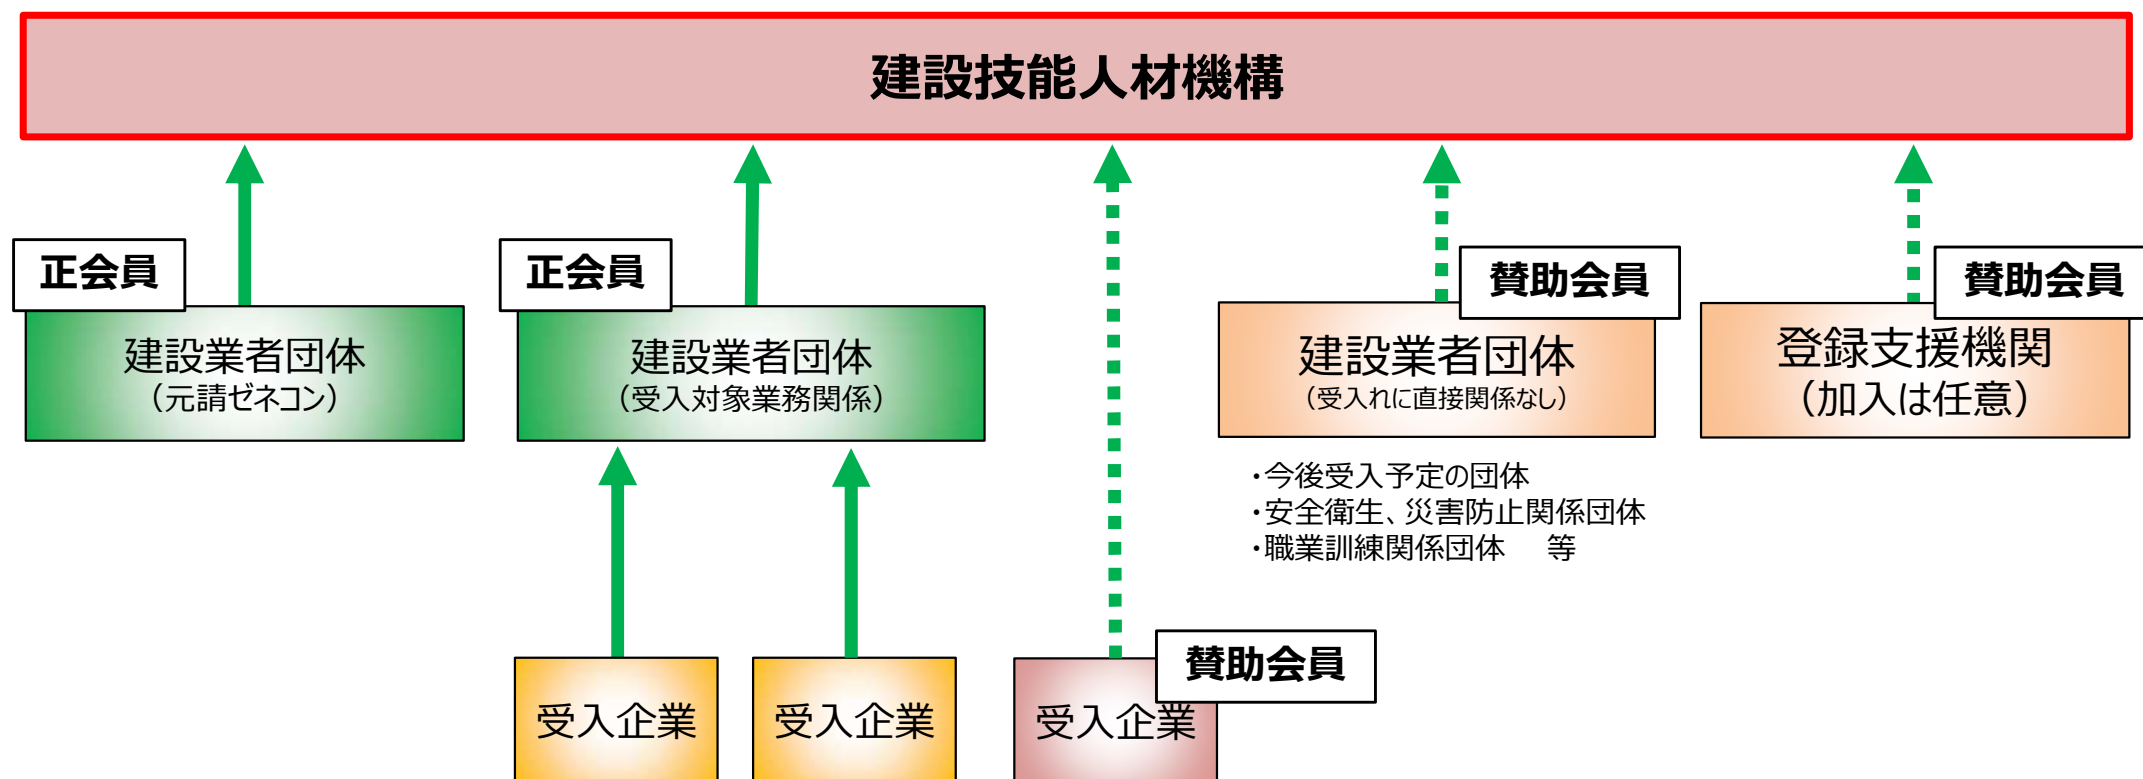 建設技能人材機構
正会員
建設業者団体
（元請ゼネコン）
正会員
建設業者団体
（受入対象業務関係）
賛助会員
建設業者団体
（受入れに直接関係なし）
・今後受入予定の団体
・安全衛生、災害防止関係団体
・職業訓練関係団体　等
賛助会員
登録支援機関
（加入は任意）
受入企業
受入企業
賛助会員
受入企業